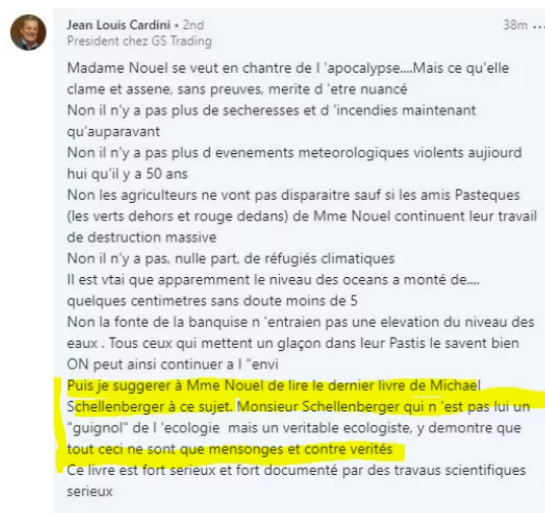 Jean Louis Cardini • 2nd
38m ...
President chez GS Trading
Madame Nouel se veut en chantre de l 'apocalypse....Mais ce qu'elle
clame et assene, sans preuves, merite d 'etre nuancé
Non il n'y a pas plus de secheresses et d 'incendies maintenant
qu'auparavant
Non il n'y a pas plus d evenements meteorologiques violents aujiourd
hui qu'il y a 50 ans
Non les agriculteurs ne vont pas disparaitre sauf si les amis Pasteques
(les verts dehors et rouge dedans) de Mme Nouel continuent leur travail
de destruction massive
Non il n'y a pas, nulle part, de réfugiés climatiques
Il est vtai que apparemment le niveau des oceans a monté de....
quelques centimetres sans doute moins de 5
Non la fonte de la banquise n 'entraien pas une elevation du niveau des
eaux . Tous ceux qui mettent un glaçon dans leur Pastis le savent bien
ON peut ainsi continuer a l "envi
Puis je suggerer à Mme Nouel de lire le dernier livre de Michael
Schellenberger à ce sujet. Monsieur Schellenberger qui n 'est pas lui un
"guignol" de l 'ecologie  mais un veritable ecologiste, y demontre que
tout ceci ne sont que mensonges et contre verités
Ce livre est fort serieux et fort documenté par des travaus scientifiques
serieux